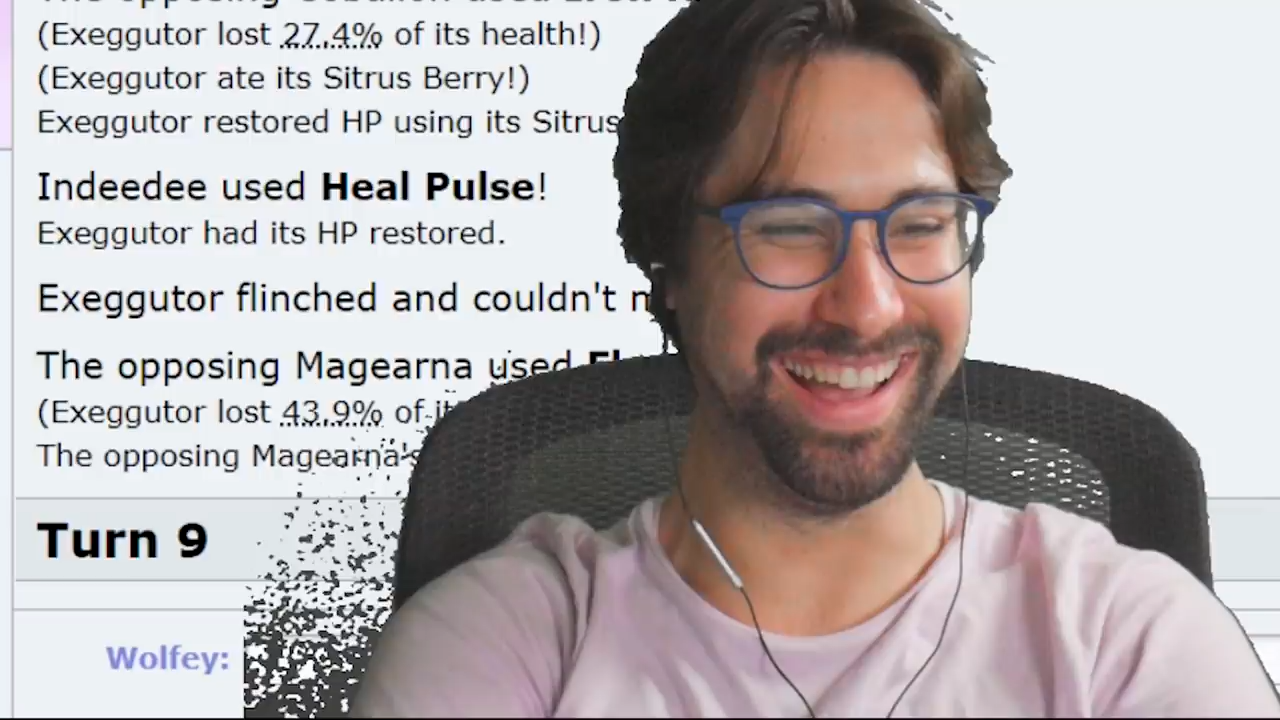 (Exeggutor lost 27.4% of its health!)
(Exeggutor ate its Sitrus Berry!)
Exeggutor restored HP using its Sitrus
Indeedee used Heal Pulse!
Exeggutor had its HP restored.
Exeggutor flinched and couldn't
The opposing Magearna used
(Exeggutor lost 43.9% of
The opposing Magearna's
Turn 9
Wolfey: